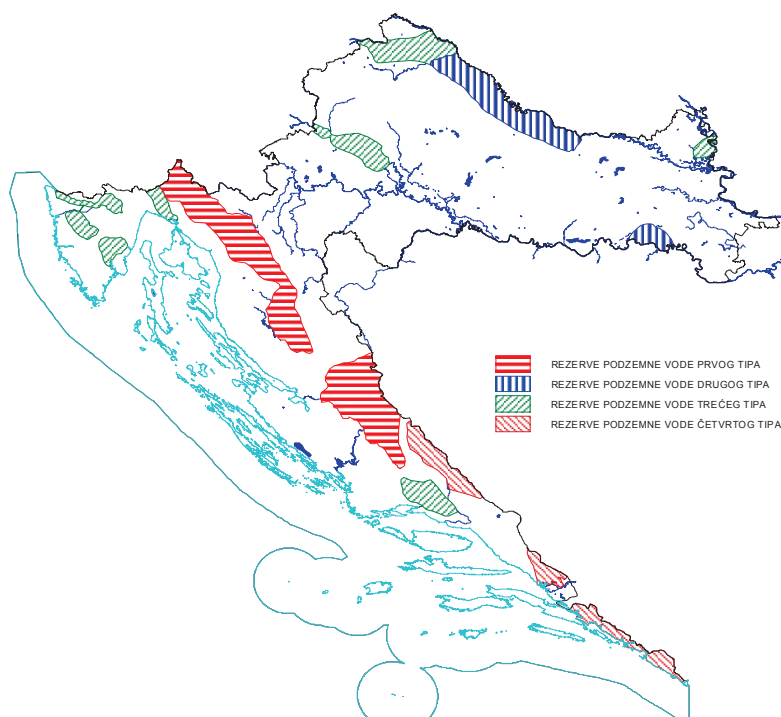 REZERVE PODZEMNE VODE PRVOG TIPA
REZERVE PODZEMNE VODE DRUGOG TIPA
REZERVE PODZEMNE VODE TREĆEG TIPA
REZERVE PODZEMNE VODE ČETVRTOG TIPA